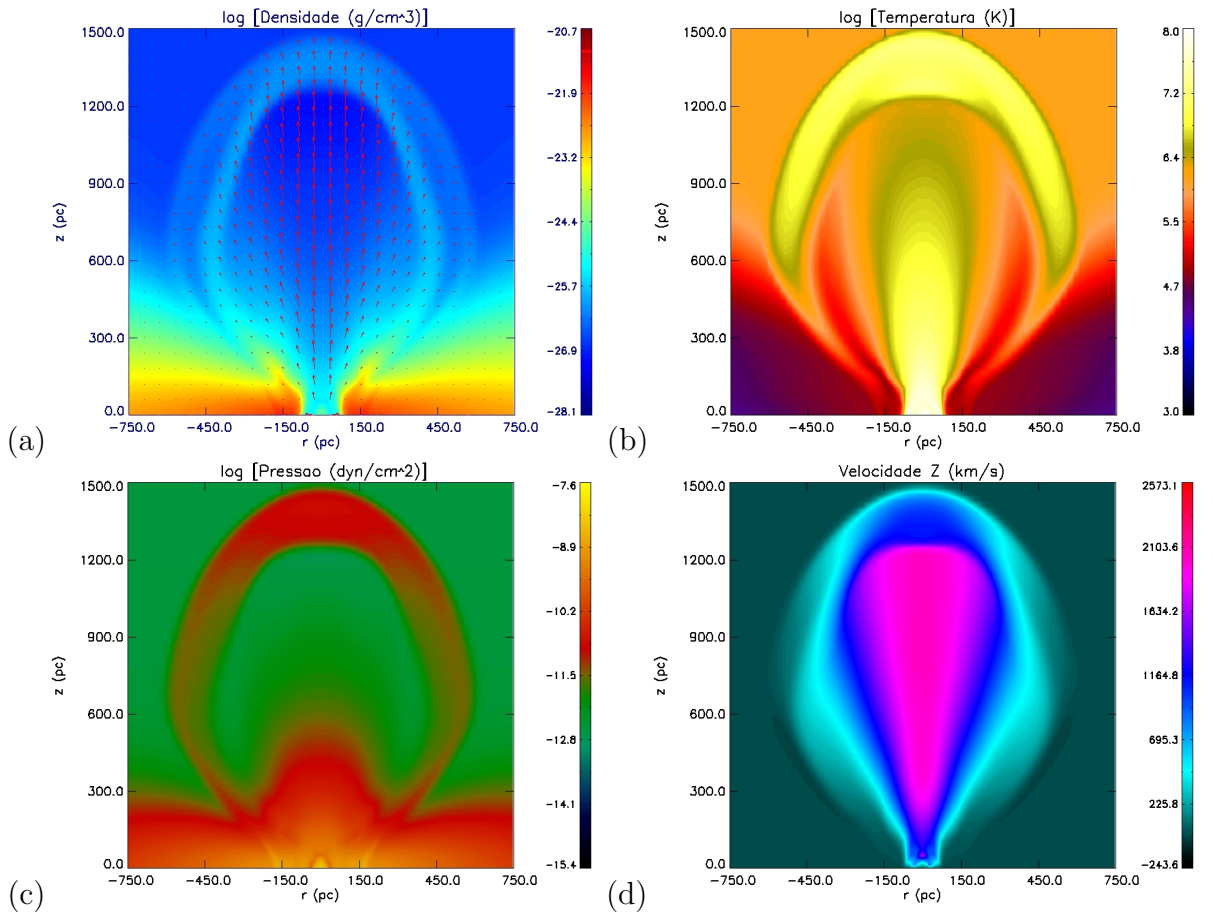 log [Densidade (g/cm^3)]
1500.0
1200.0
900.0
600.0
300.0
0.0
z (pc)
-750.0 -450.0 -150.0 150.0 450.0 750.0
r (pc)
-20.7
-21.9
-23.2
-24.4
-25.7
-26.9
-28.1
(a)
log [Temperatura (K)]
1500.0
1200.0
900.0
600.0
300.0
0.0
z (pc)
-750.0 -450.0 -150.0 150.0 450.0 750.0
r (pc)
8.0
7.2
6.4
5.5
4.7
3.8
3.0
(b)
log [Pressao (dyn/cm^2)]
1500.0
1200.0
900.0
600.0
300.0
0.0
z (pc)
-750.0 -450.0 -150.0 150.0 450.0 750.0
r (pc)
-7.6
-8.9
-10.2
-11.5
-12.8
-14.1
-15.4
(c)
Velocidade Z (km/s)
1500.0
1200.0
900.0
600.0
300.0
0.0
z (pc)
-750.0 -450.0 -150.0 150.0 450.0 750.0
r (pc)
2573.1
2103.6
1634.2
1164.8
695.3
225.8
-243.6
(d)